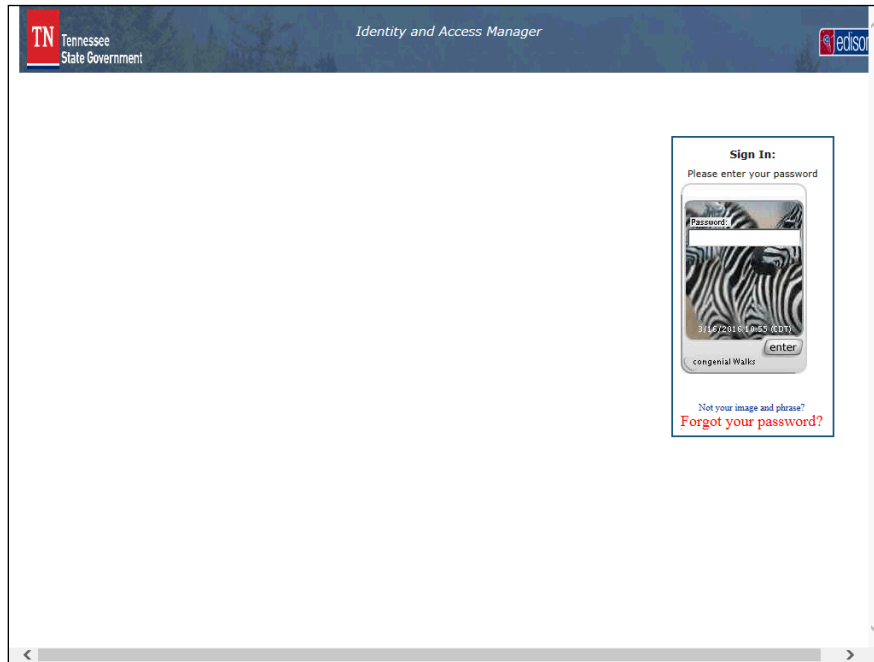 TN Tennessee
State Government
Identity and Access Manager
edison
Sign In:
Please enter your password
Password:
3/16/2016 10:55 (CDT)
enter
congenial Walks
Not your image and phrase?
Forgot your password?